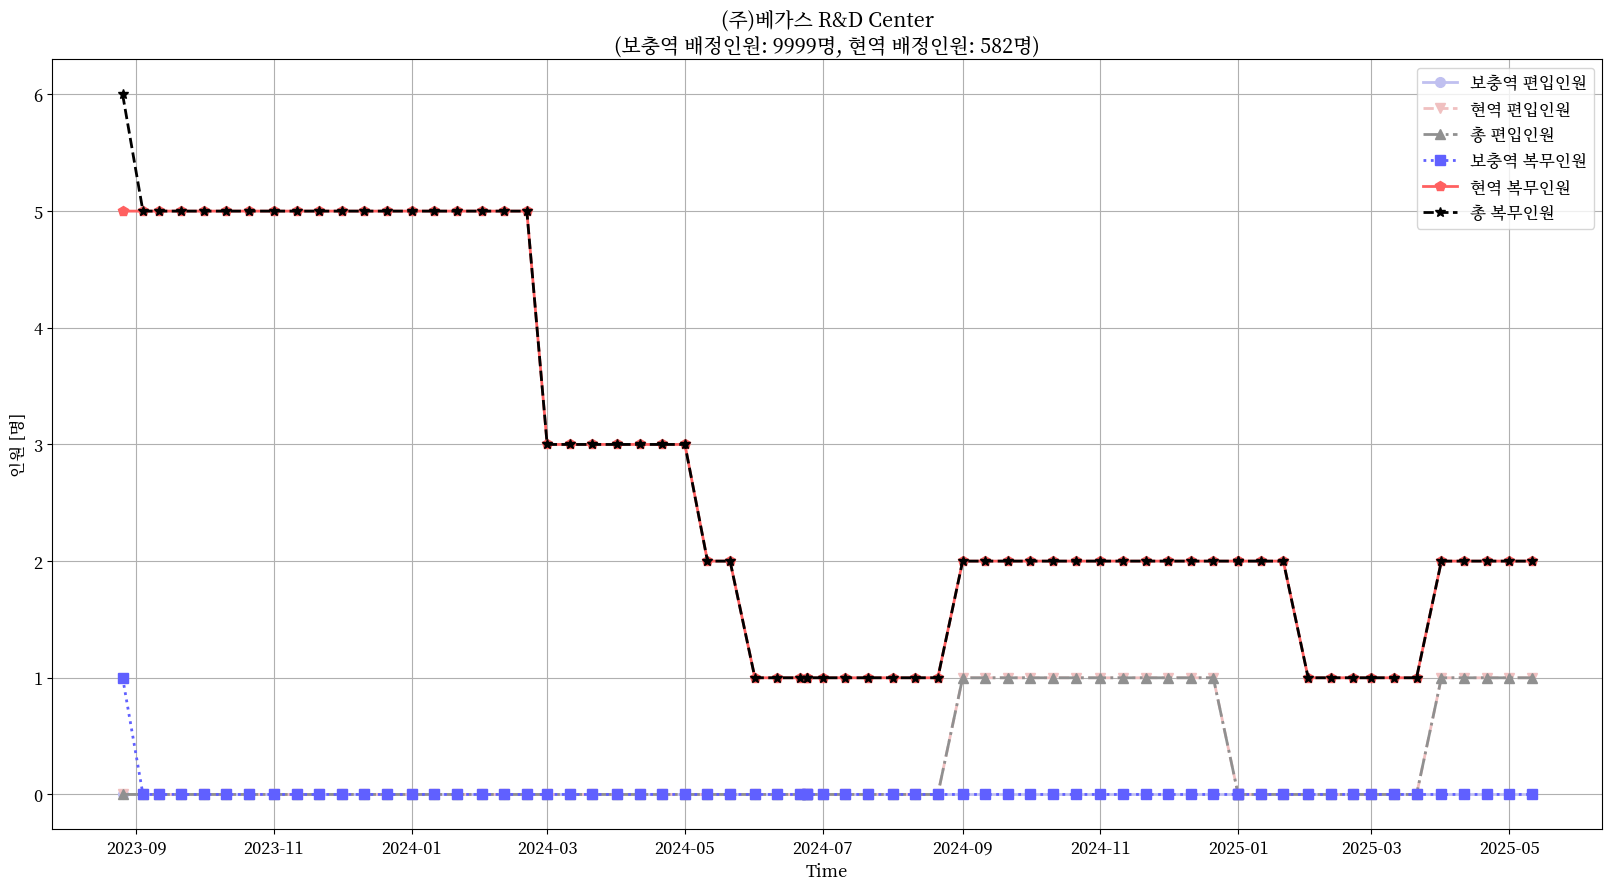 (주)베가스 R&D Center
(보충역 배정인원: 9999명, 현역 배정인원: 582명)
보충역 편입인원
현역 편입인원
총 편입인원
보충역 복무인원
현역 복무인원
총 복무인원
인원 [명]
6
5
4
3
2
1
0
2023-09 2023-11 2024-01 2024-03 2024-05 2024-07 2024-09 2024-11 2025-01 2025-03 2025-05
Time